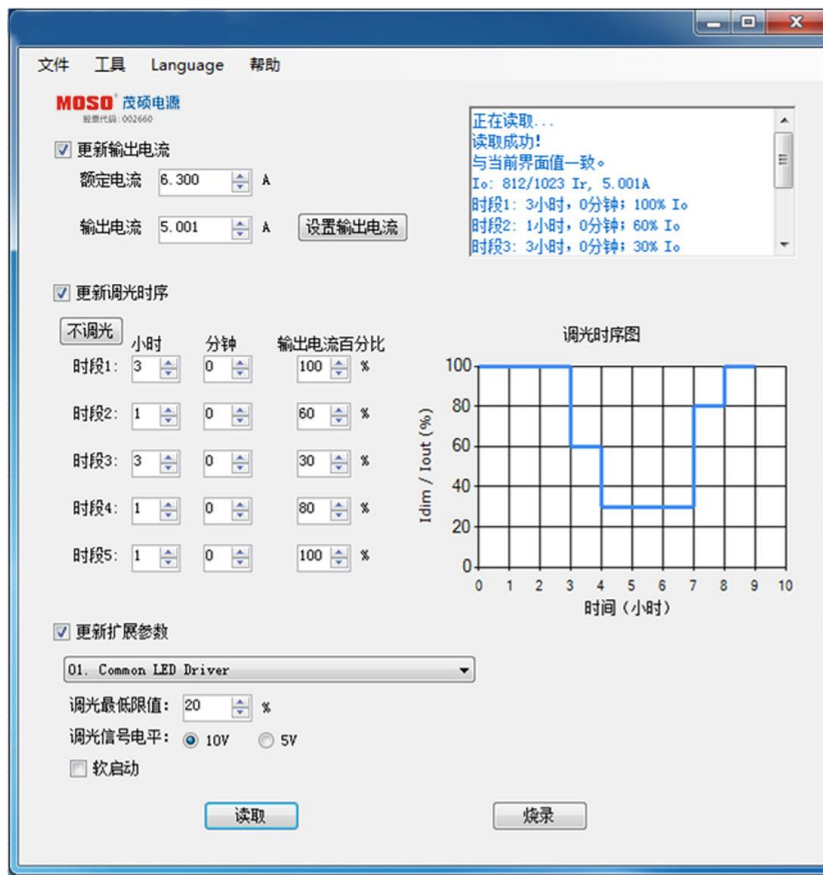 文件 工具 Language 帮助
MOSO® 茂硕电源
股票代码:002660
正在读取...
读取成功!
与当前界面值一致。
Io: 812/1023 Ir, 5.001A
时段1: 3小时, 0分钟; 100% Io
时段2: 1小时, 0分钟; 60% Io
时段3: 3小时, 0分钟; 30% Io
更新输出电流
额定电流 6.300 A
输出电流 5.001 A 设置输出电流
更新调光时序
不调光 小时 分钟 输出电流百分比
时段1: 3 0 100 %
时段2: 1 0 60 %
时段3: 3 0 30 %
时段4: 1 0 80 %
时段5: 1 0 100 %
调光时序图
Idim / Iout (%)
100
80
60
40
20
0
0 1 2 3 4 5 6 7 8 9 10
时间 (小时)
更新扩展参数
01. Common LED Driver
调光最低限值: 20 %
调光信号电平: 10V 5V
软启动
读取 烧录